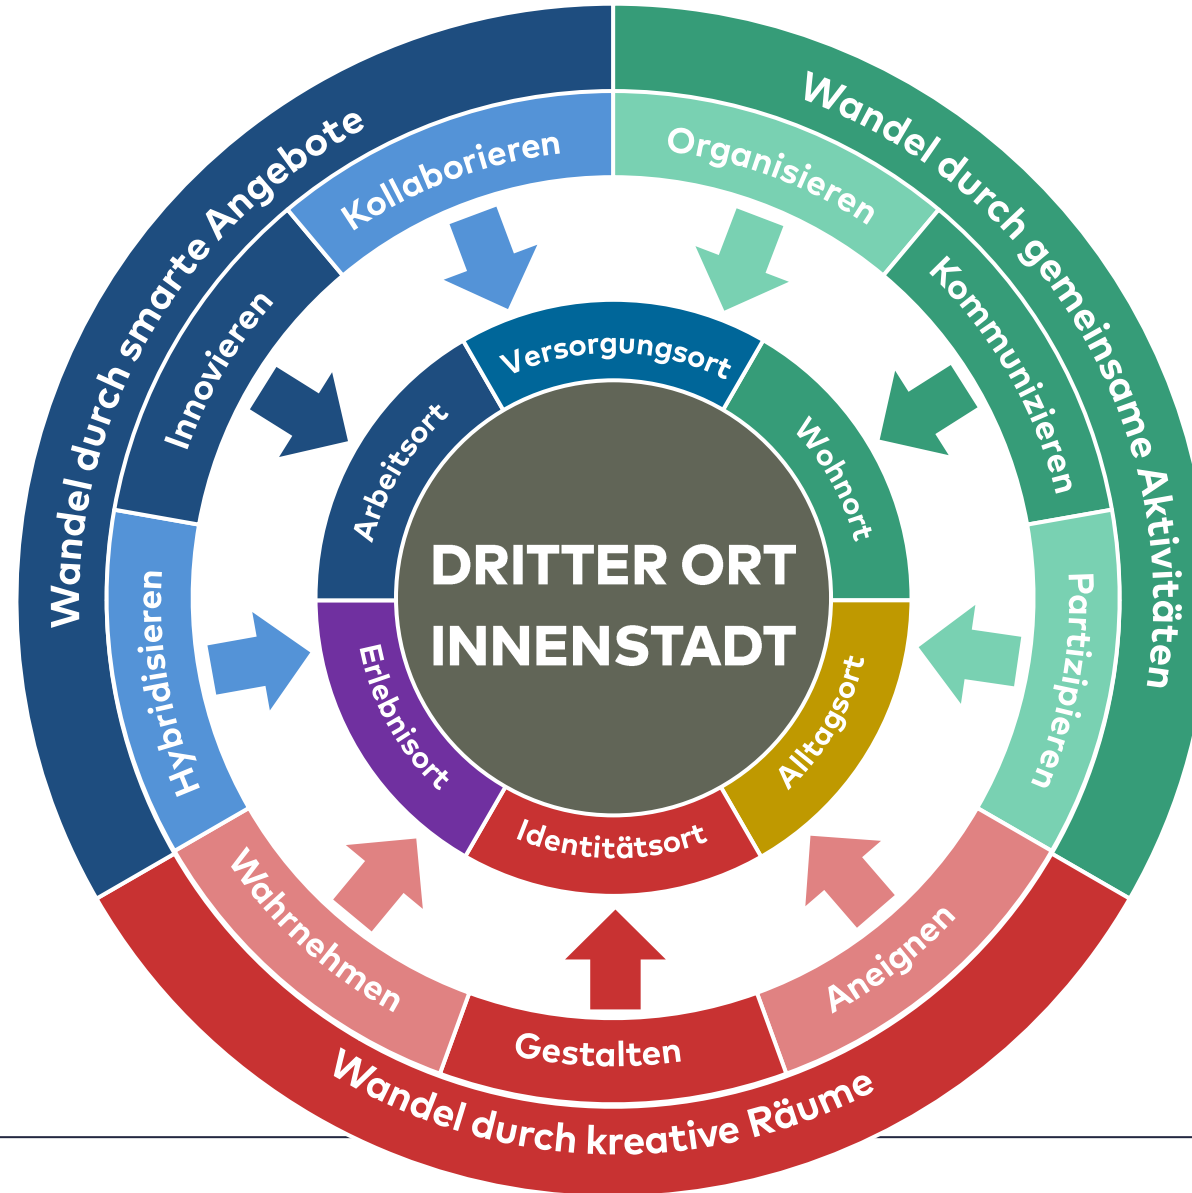 Wandel durch smarte Angebote
Wandel durch gemeinsame Aktivitäten
Wandel durch kreative Räume
Kollaborieren
Organisieren
Kommunizieren
Partizipieren
Aneignen
Gestalten
Wahrnehmen
Hybridisieren
Innovieren
Versorgungsort
Wohnort
Alltagsort
Identitätsort
Erlebnisort
Arbeitsort
DRITTER ORT
INNENSTADT